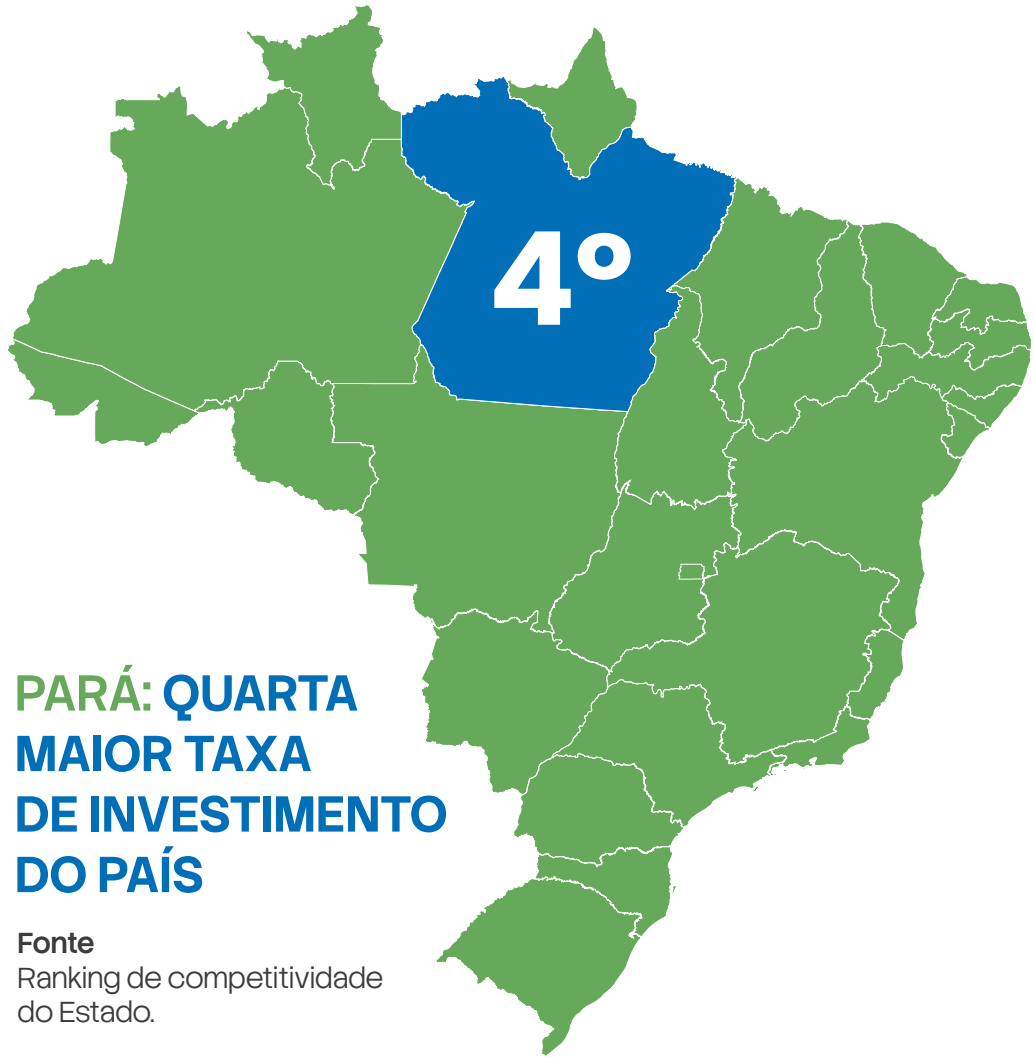 4º
PARÁ: QUARTA
MAIOR TAXA
DE INVESTIMENTO
DO PAÍS
Fonte
Ranking de competitividade
do Estado.